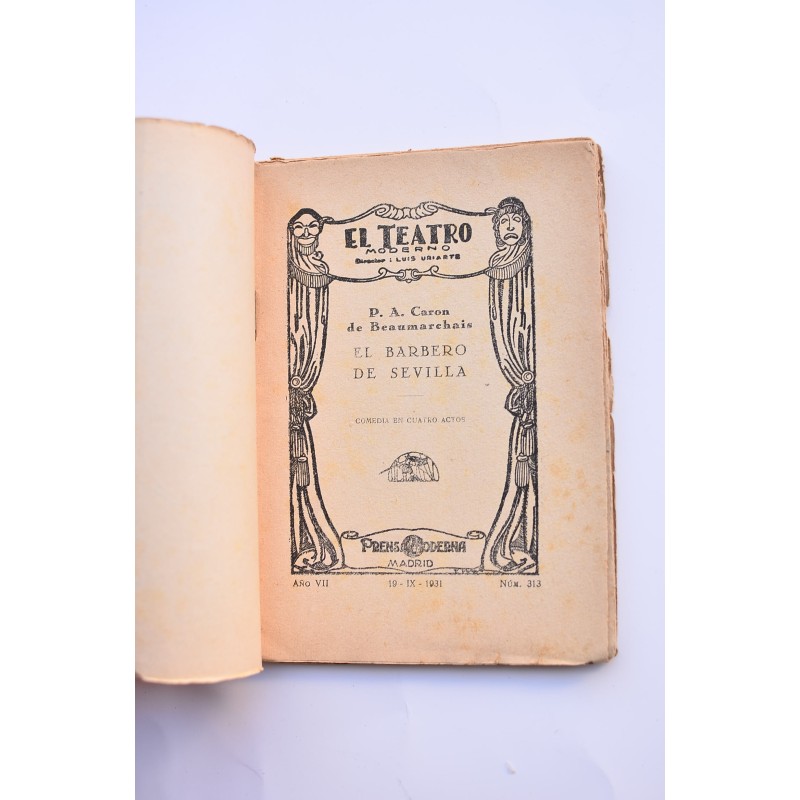 EL TEATRO
MODERNO
Director: LUIS URIARTE
P. A. Caron
de Beaumarchais
EL BARBERO
DE SEVILLA
COMEDIA EN CUATRO ACTOS
PRENSA MODERNA
MADRID
AÑO VII 19-IX-1931 NÚM. 313